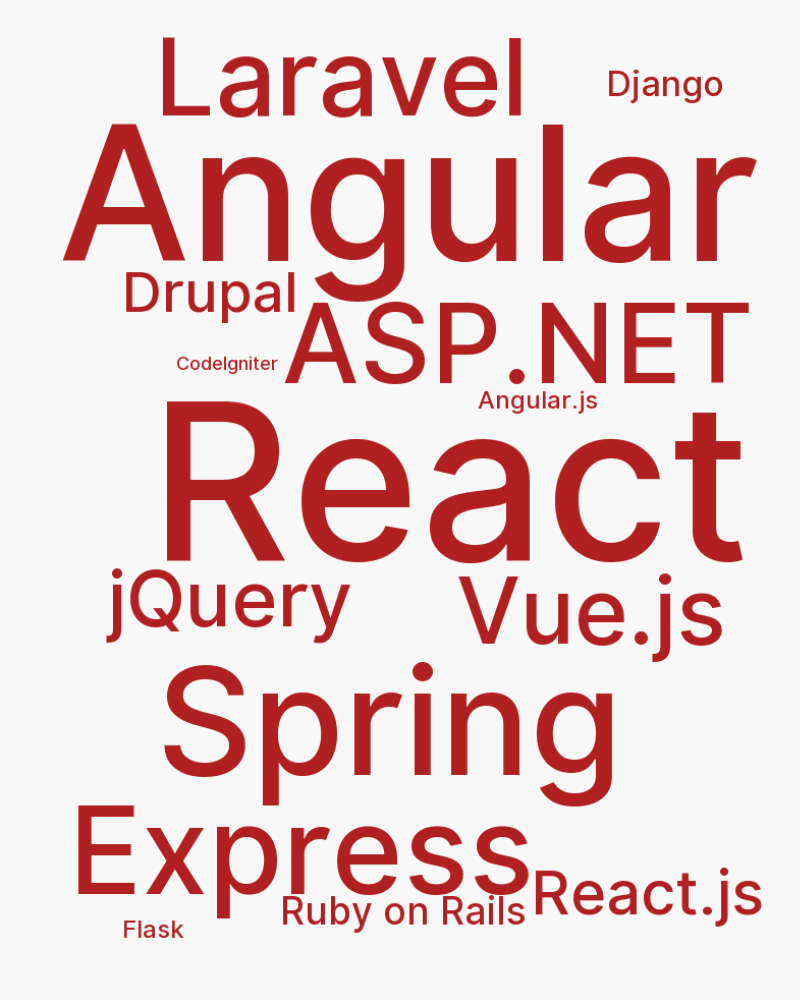 Laravel
Django
Angular
Drupal
ASP.NET
CodeIgniter
Angular.js
React
jQuery
Vue.js
Spring
Express
React.js
Ruby on Rails
Flask